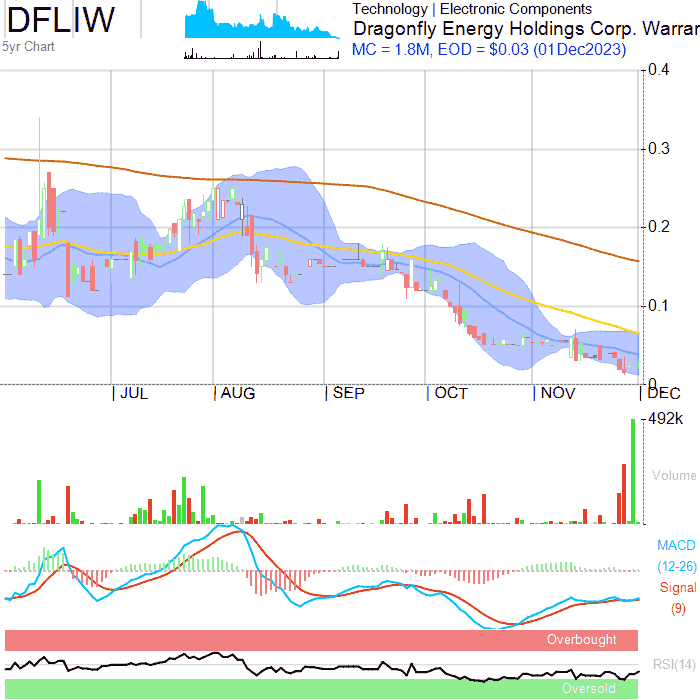 DFLIW
5yr Chart
Technology | Electronic Components
Dragonfly Energy Holdings Corp. Warrar
MC = 1.8M, EOD = $0.03 (01Dec2023)
0.4
0.3
0.2
0.1
0
JUL AUG SEP OCT NOV DEC
492k
Volume
MACD
(12-26)
Signal
(9)
Overbought
RSI(14)
Oversold